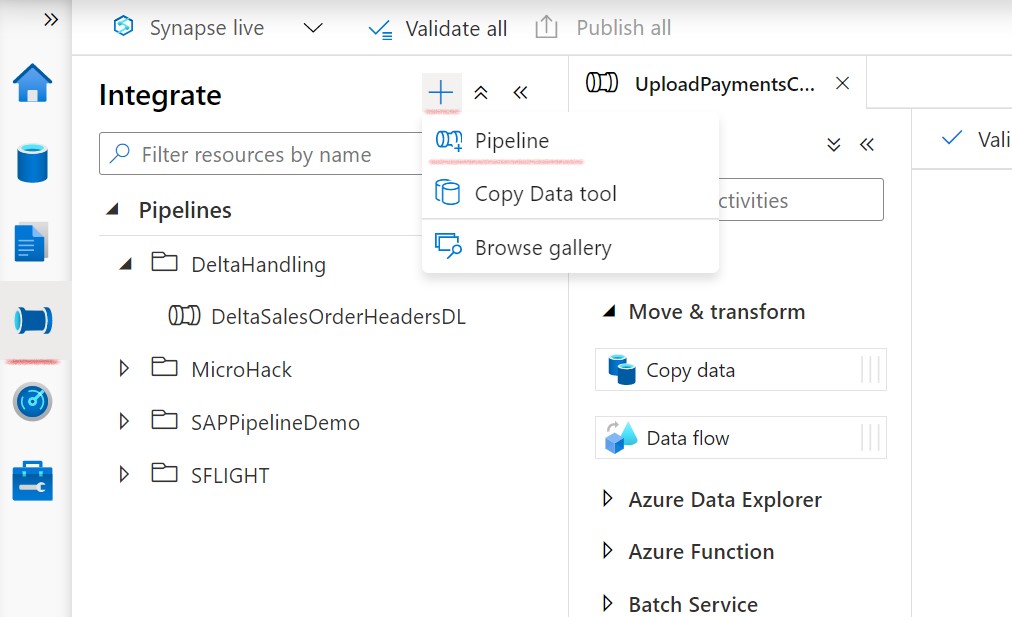 Synapse live
Validate all
Publish all
Integrate
UploadPaymentsC...
Filter resources by name
Pipeline
Copy Data tool
Browse gallery
Pipelines
DeltaHandling
DeltaSalesOrderHeadersDL
MicroHack
SAPPipelineDemo
SFLIGHT
ctivities
Move & transform
Copy data
Data flow
Azure Data Explorer
Azure Function
Batch Service
Vali